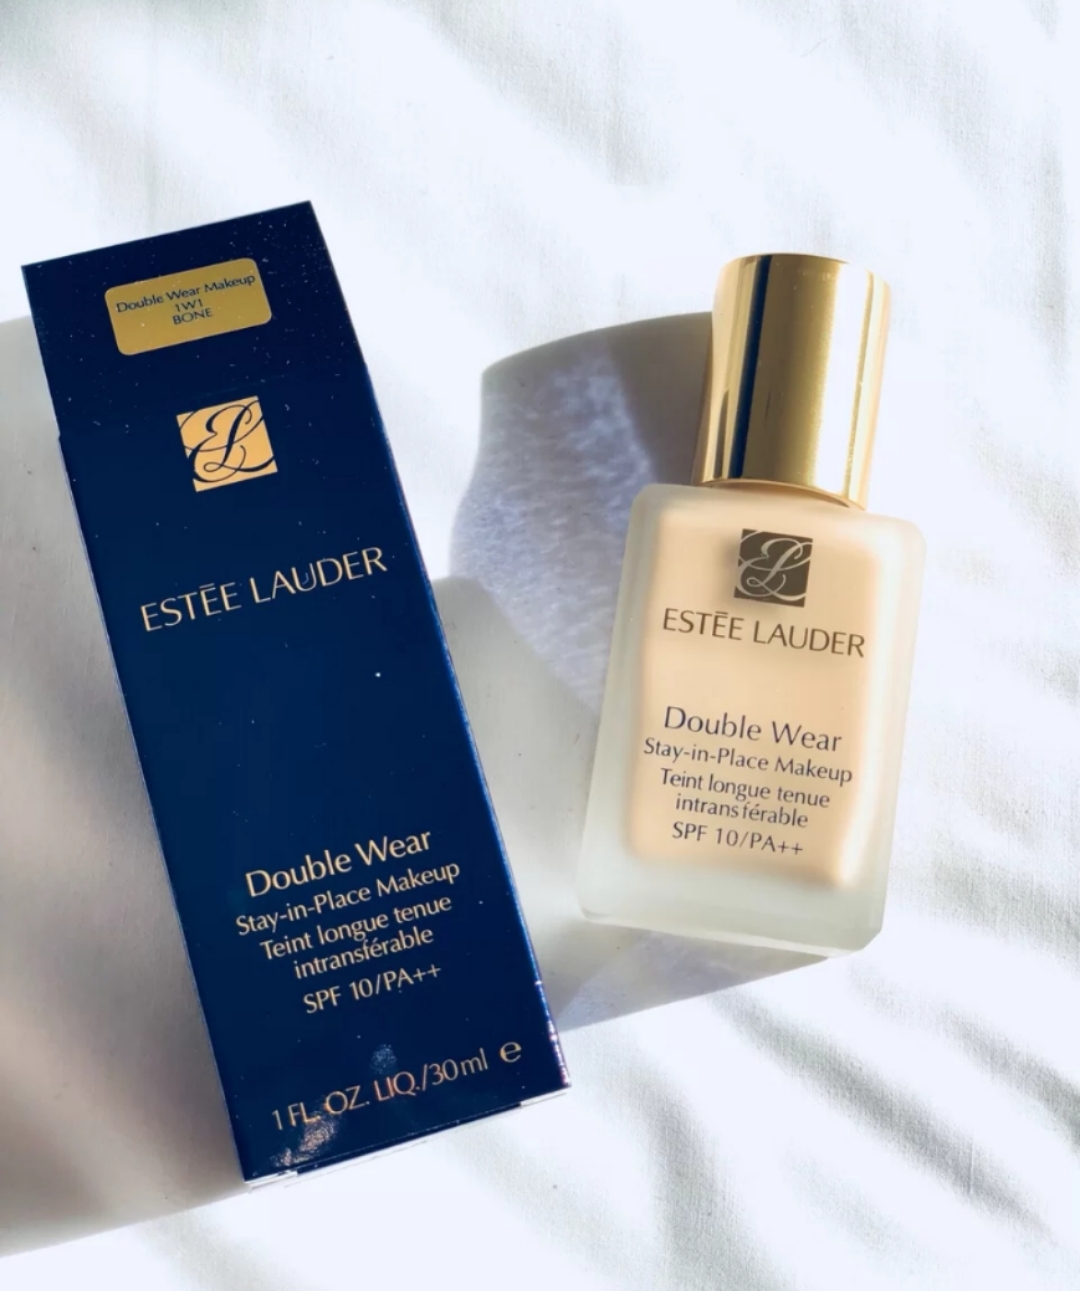 Double Wear Makeup
1W1
BONE
EL
ESTĒE LAUDER
Double Wear
Stay-in-Place Makeup
Teint longue tenue
intransférable
SPF 10/PA++
1 FL. OZ. LIQ./30ml ℮
EL
ESTĒE LAUDER
Double Wear
Stay-in-Place Makeup
Teint longue tenue
intransférable
SPF 10/PA++